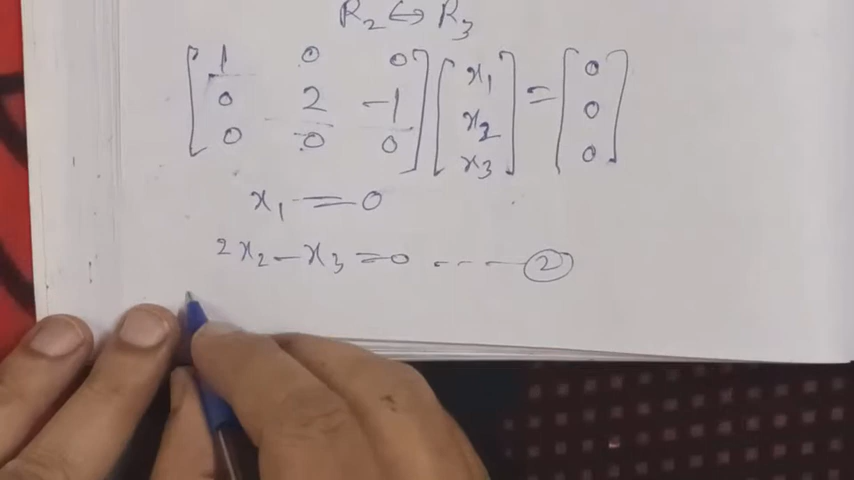 R₂ ↔ R₃
[1 0 0] [x₁] = [0]
[0 2 -1] [x₂] [0]
[0 0 0] [x₃] [0]
x₁ = 0
2x₂ - x₃ = 0 ---- ②